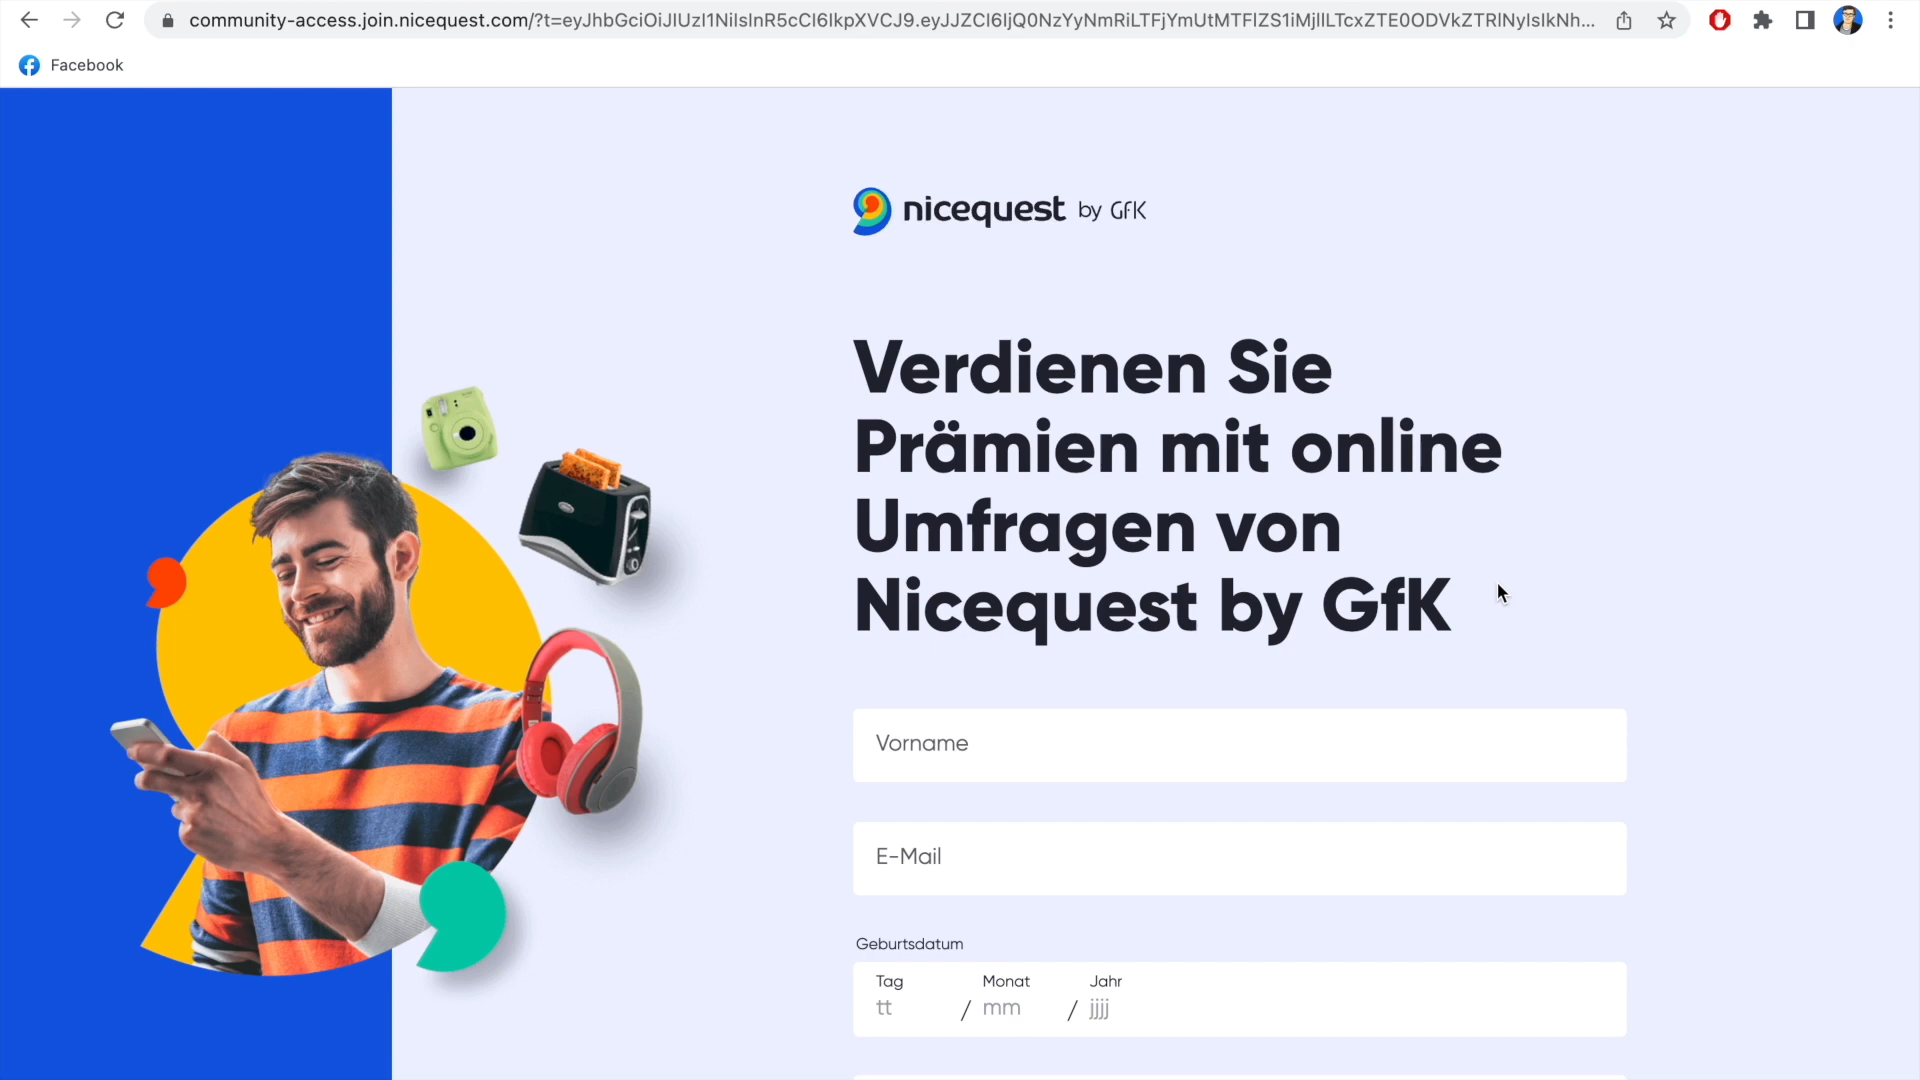 community-access.join.nicequest.com/?t=eyJhbGciOiJIUzI1NiIsInR5cCI6IkpXVCJ9.eyJJZCI6IjQ0NzYyNmRiLTFjYmUtMTFlZS1iMjllLTcxZTE0ODVkZTRlNyIsIkNh...
Facebook
nicequest by GfK
Verdienen Sie
Prämien mit online
Umfragen von
Nicequest by GfK
Vorname
E-Mail
Geburtsdatum
Tag Monat Jahr
tt / mm / jjjj